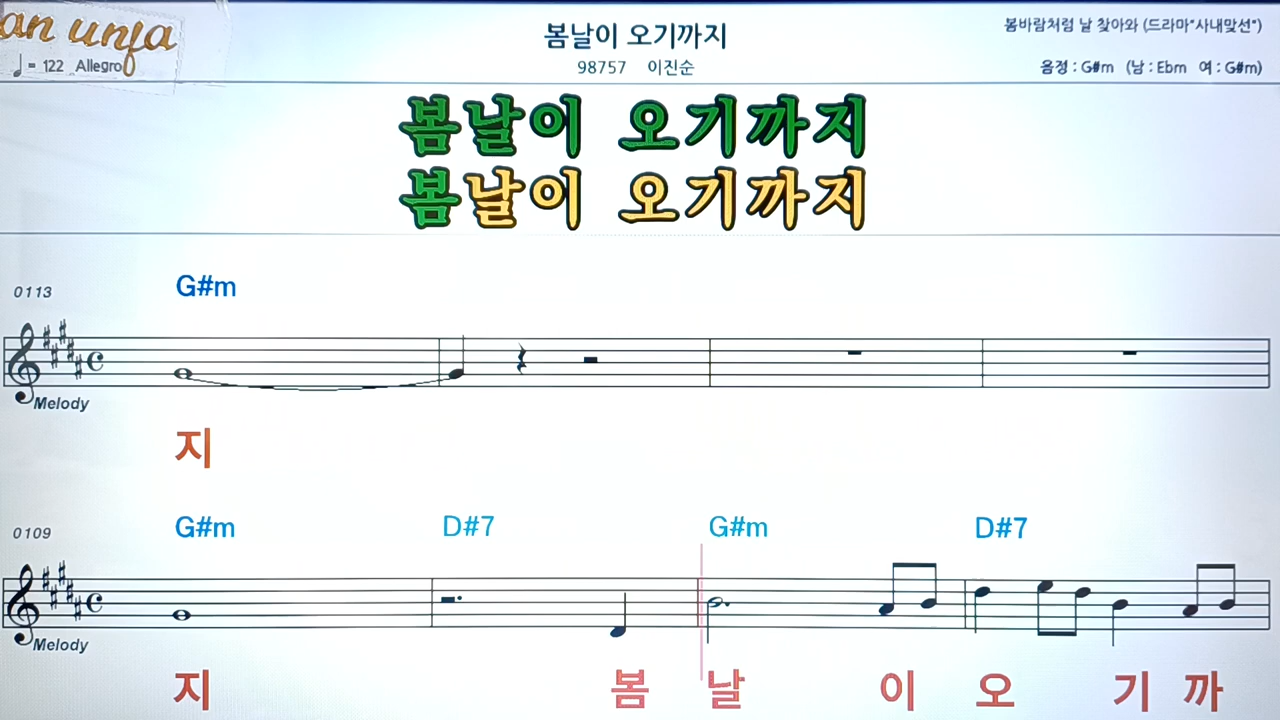 an unfa
♩ = 122 Allegro
봄날이 오기까지
98757 이진순
봄바람처럼 날 찾아와 (드라마"사내맞선")
음정 : G#m (남 : Ebm 여 : G#m)
봄날이 오기까지
봄날이 오기까지
0113
G#m
Melody
지
0109
G#m D#7 G#m D#7
Melody
지 봄 날 이 오 기 까